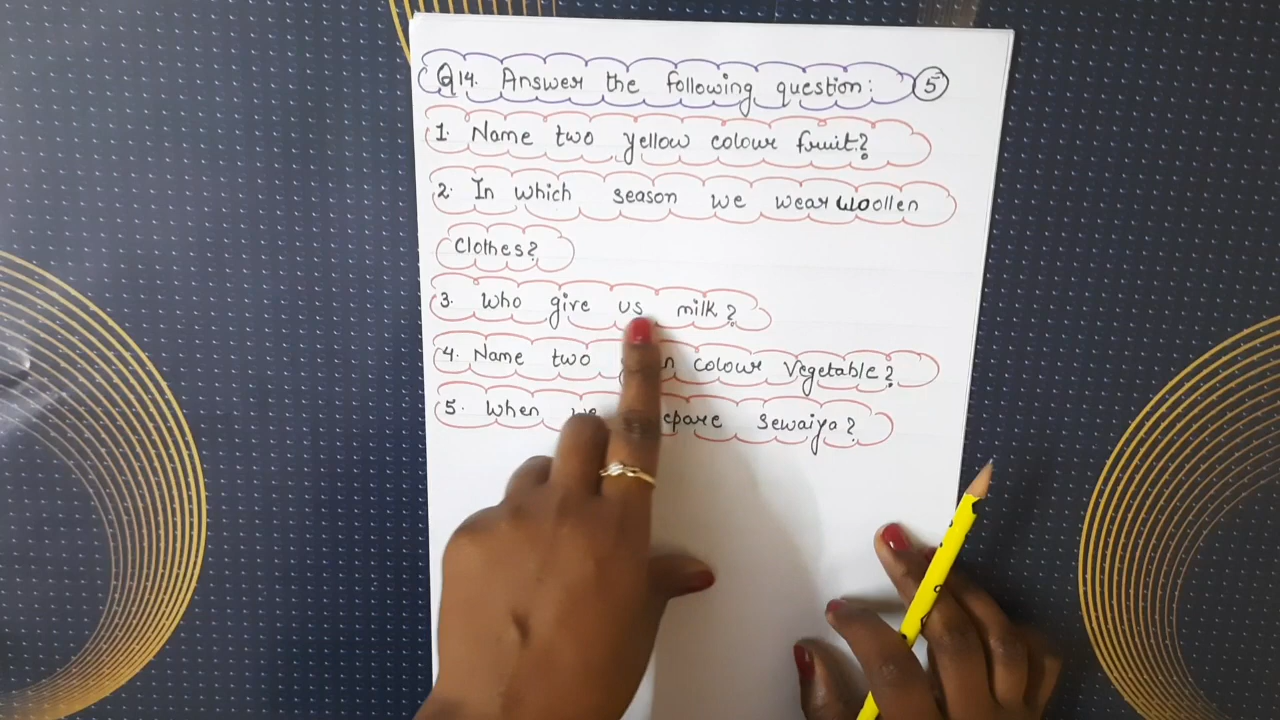 Q14. Answer the following question: 5
1. Name two yellow colour fruit?
2. In which season we wear woollen
Clothes?
3. Who give us milk?
4. Name two colour Vegetable?
5. When we sewaiya?